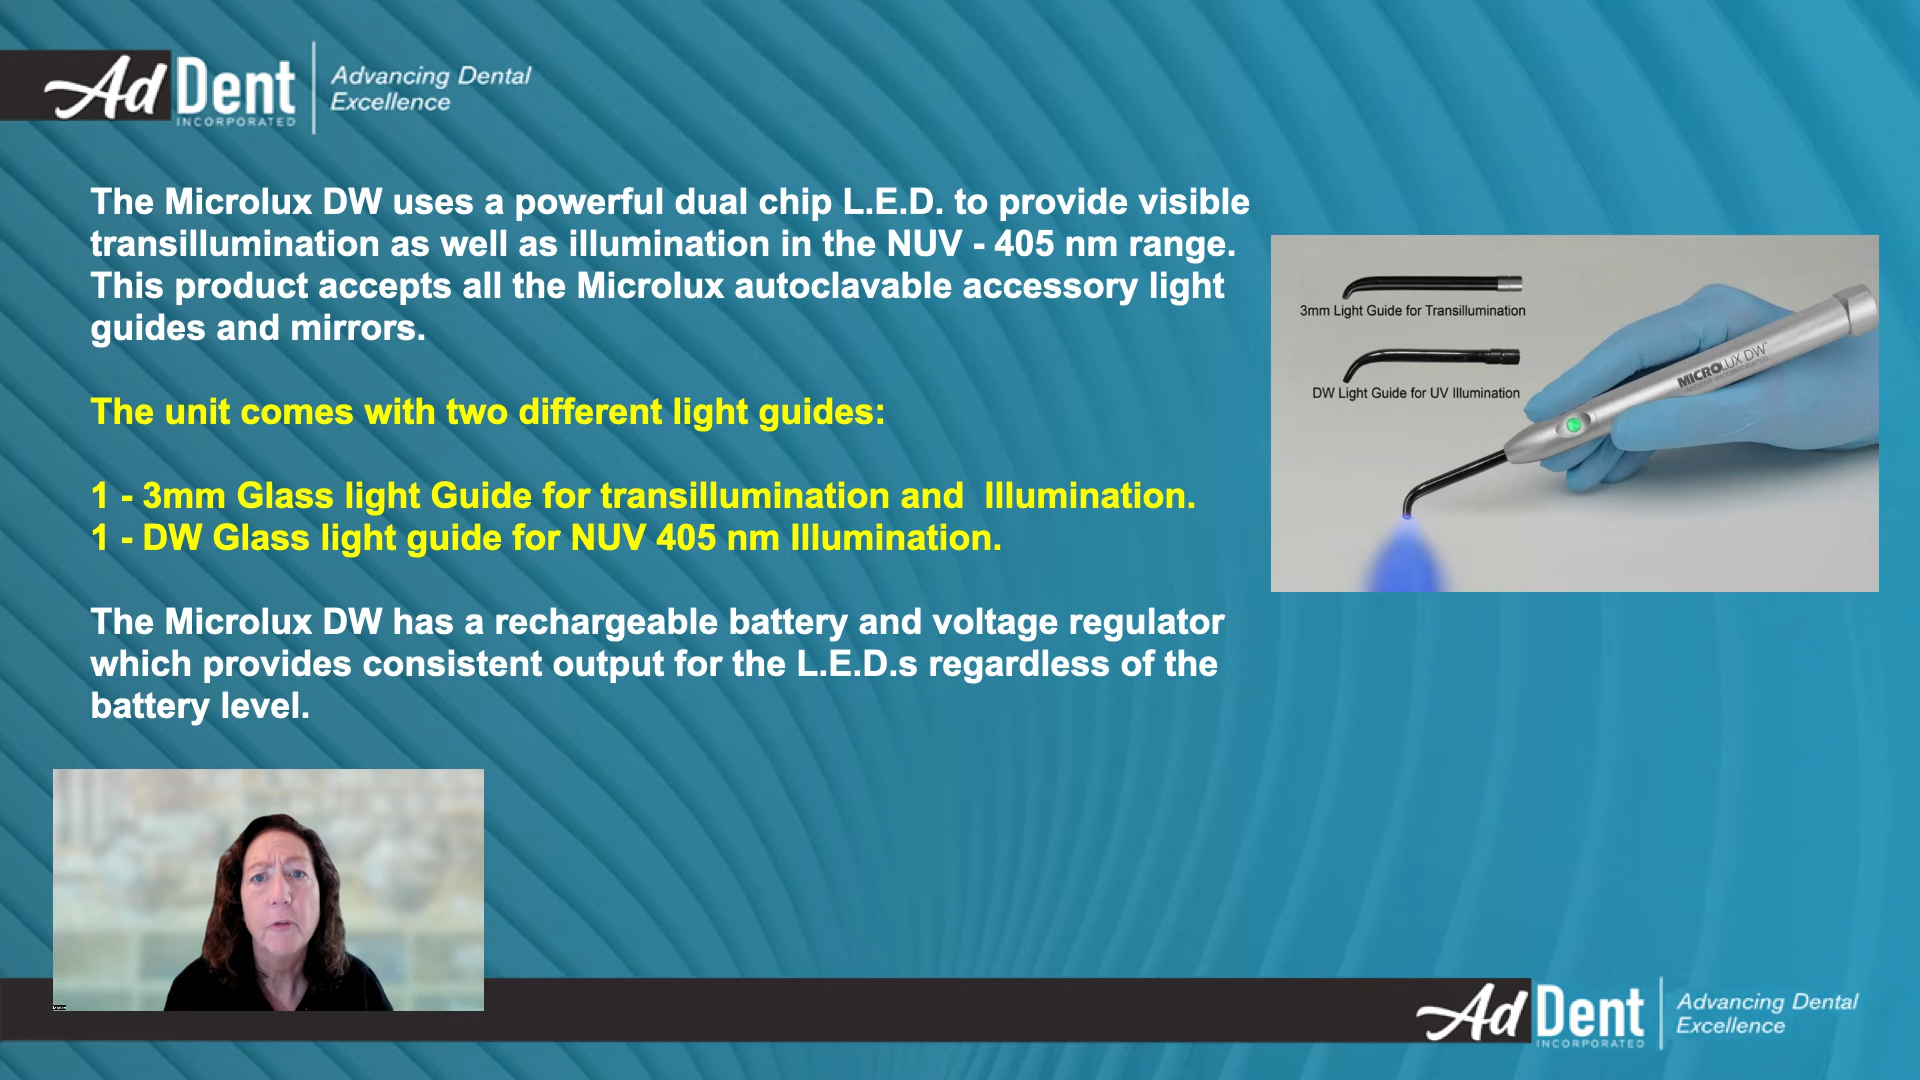 Ad Dent
INCORPORATED
Advancing Dental
Excellence
The Microlux DW uses a powerful dual chip L.E.D. to provide visible
transillumination as well as illumination in the NUV - 405 nm range.
This product accepts all the Microlux autoclavable accessory light
guides and mirrors.
The unit comes with two different light guides:
1 - 3mm Glass light Guide for transillumination and  Illumination.
1 - DW Glass light guide for NUV 405 nm Illumination.
The Microlux DW has a rechargeable battery and voltage regulator
which provides consistent output for the L.E.D.s regardless of the
battery level.
3mm Light Guide for Transillumination
DW Light Guide for UV Illumination
MICROLUX DW
ADDENT INCORPORATED
Ad Dent
INCORPORATED
Advancing Dental
Excellence